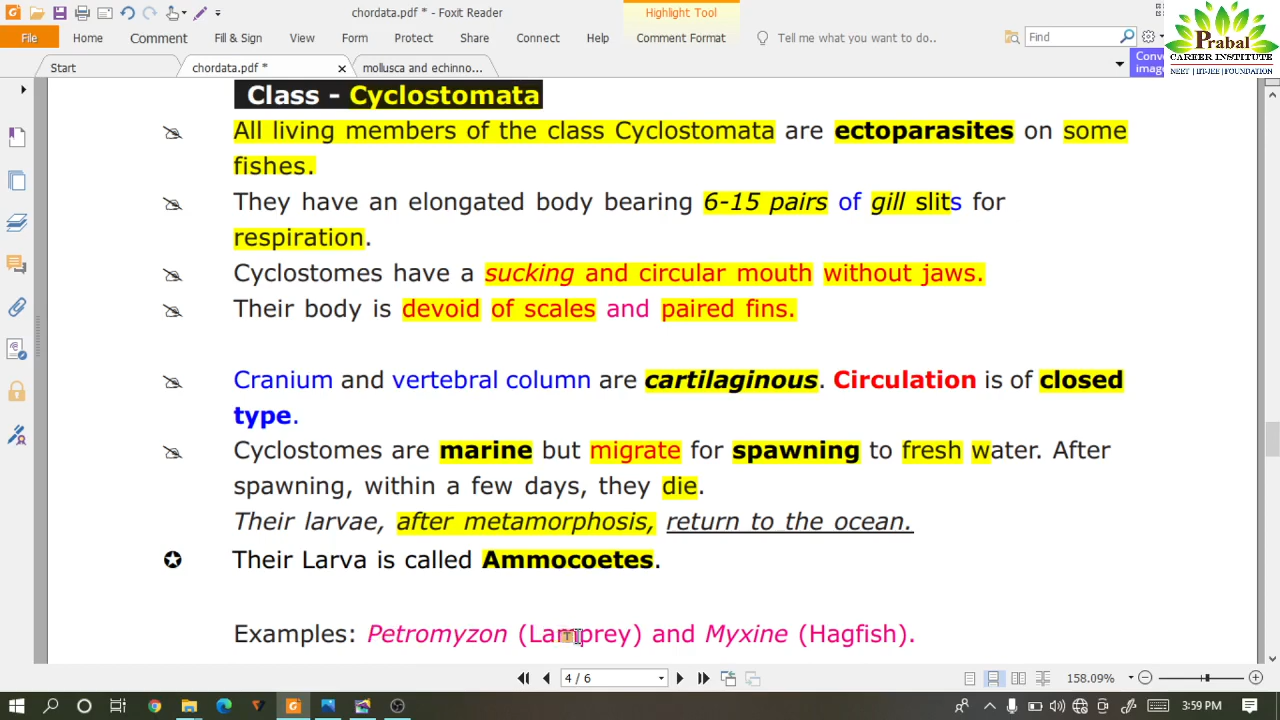 chordata.pdf * - Foxit Reader
Highlight Tool
File Home Comment Fill & Sign View Form Protect Share Connect Help Comment Format Tell me what you want to do.. Find
Prabal
CAREER INSTITUTE
NEET | IIT-JEE | FOUNDATION
Start chordata.pdf * mollusca and echinno...
Class - Cyclostomata
All living members of the class Cyclostomata are ectoparasites on some
fishes.
They have an elongated body bearing 6-15 pairs of gill slits for
respiration.
Cyclostomes have a sucking and circular mouth without jaws.
Their body is devoid of scales and paired fins.
Cranium and vertebral column are cartilaginous. Circulation is of closed
type.
Cyclostomes are marine but migrate for spawning to fresh water. After
spawning, within a few days, they die.
Their larvae, after metamorphosis, return to the ocean.
Their Larva is called Ammocoetes.
Examples: Petromyzon (Lamprey) and Myxine (Hagfish).
4 / 6 158.09%
3:59 PM